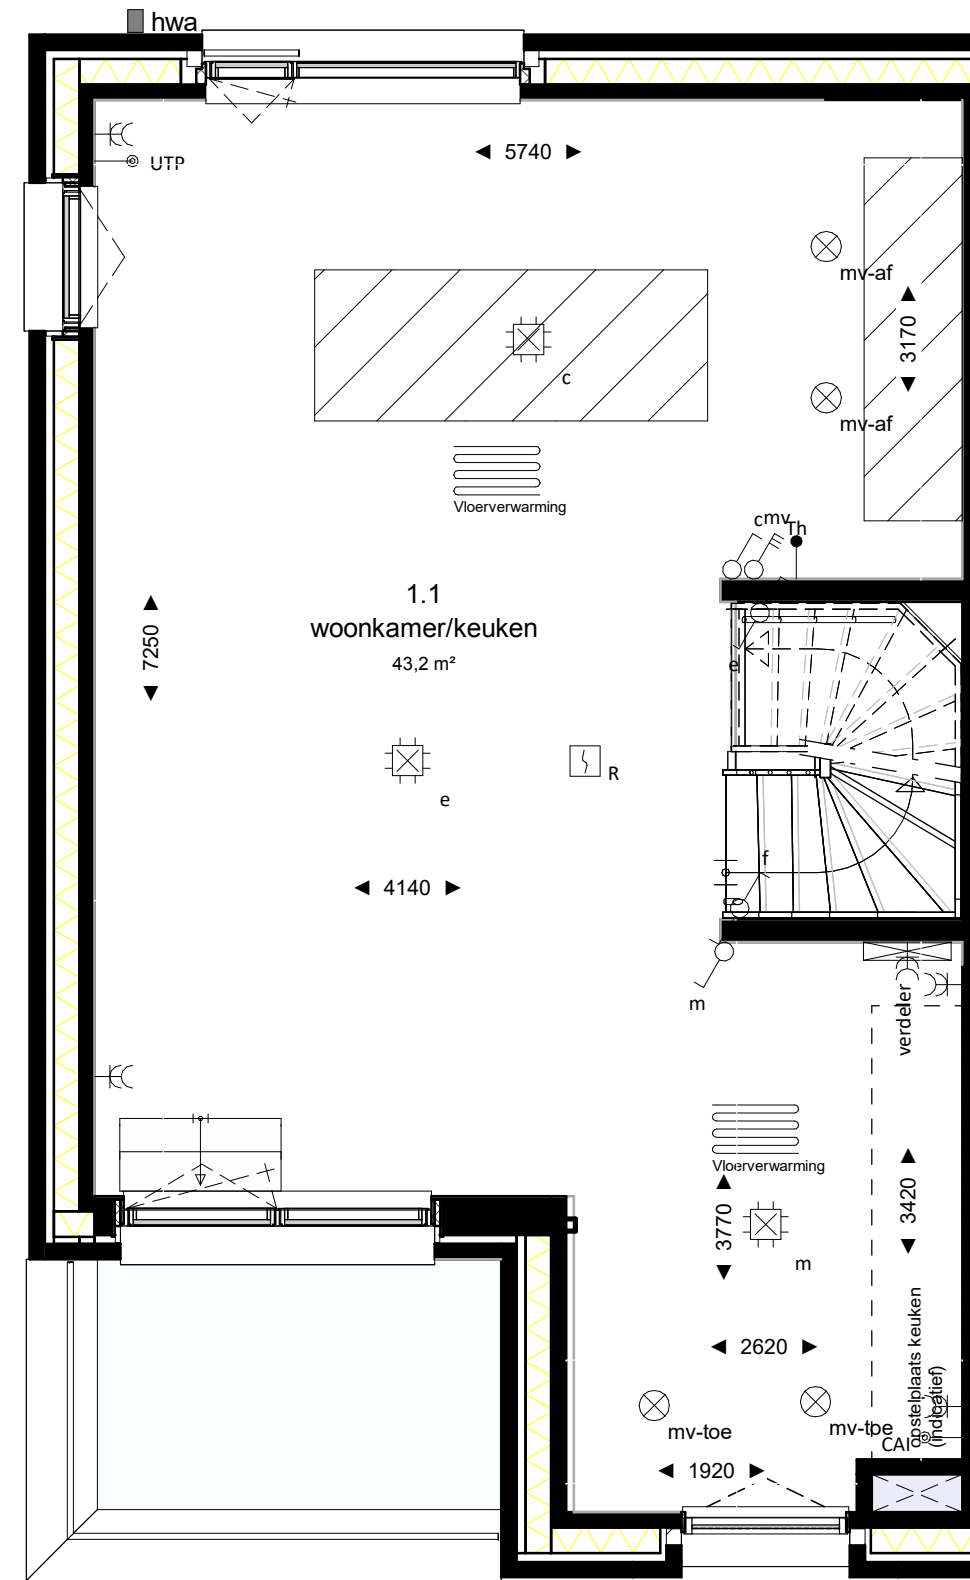 hwa
5740
UTP
mv-af
3170
c
mv-af
Vloerverwarming
c
mv
Th
1.1
woonkamer/keuken
43,2 m²
7250
e
e
R
f
4140
m
verdeler
Vloerverwarming
3770
3420
m
opstelplaats keuken
(indicatief)
2620
mv-toe
mv-toe
CAI
1920